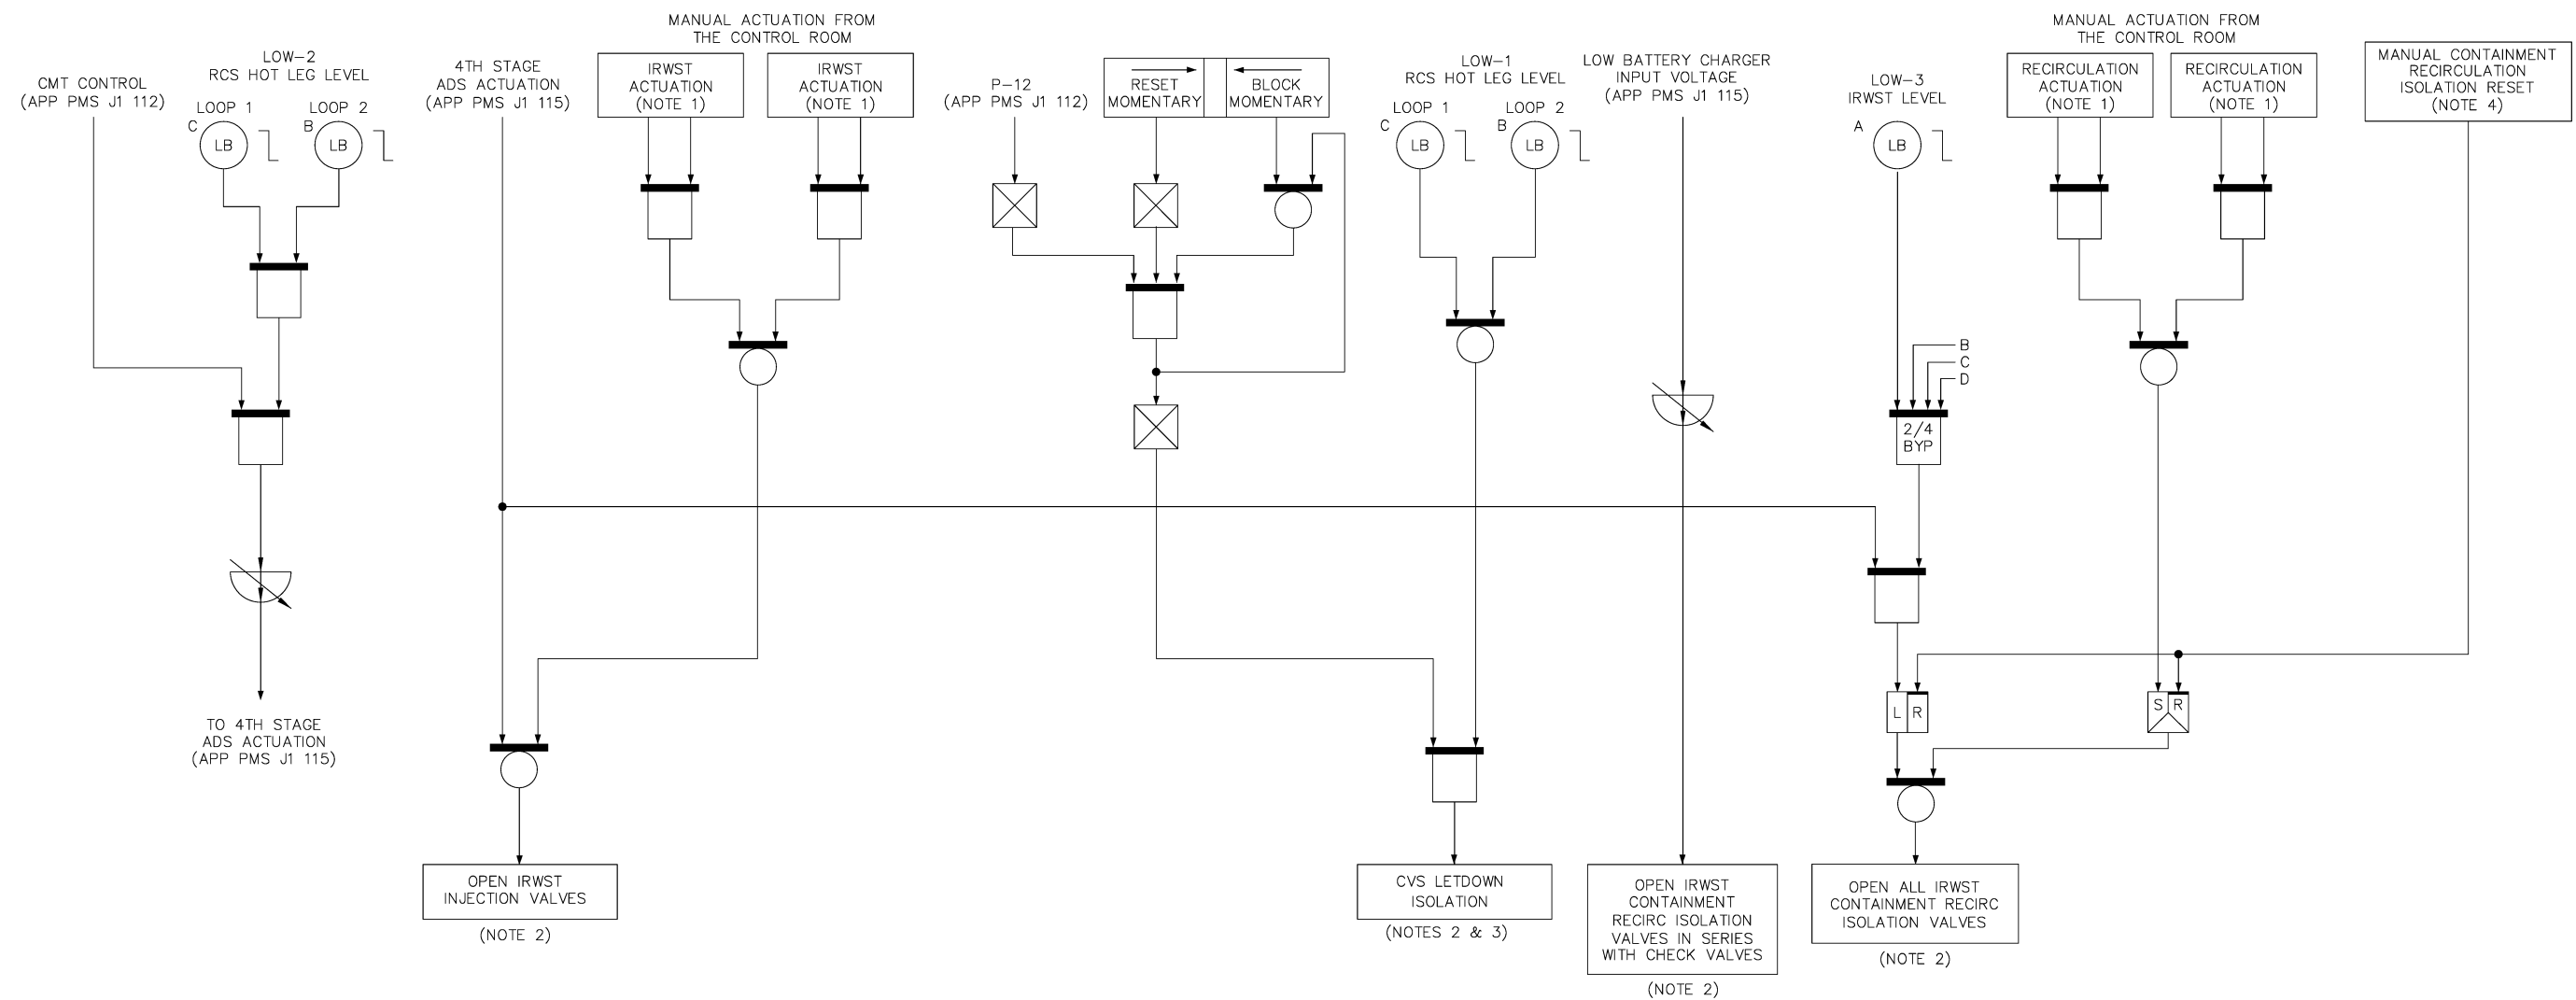 CMT CONTROL
(APP PMS J1 112)
LOW-2
RCS HOT LEG LEVEL
LOOP 1
LOOP 2
C
LB
B
LB
TO 4TH STAGE
ADS ACTUATION
(APP PMS J1 115)
4TH STAGE
ADS ACTUATION
(APP PMS J1 115)
MANUAL ACTUATION FROM
THE CONTROL ROOM
IRWST
ACTUATION
(NOTE 1)
IRWST
ACTUATION
(NOTE 1)
OPEN IRWST
INJECTION VALVES
(NOTE 2)
P-12
(APP PMS J1 112)
RESET
MOMENTARY
BLOCK
MOMENTARY
LOW-1
RCS HOT LEG LEVEL
LOOP 1
LOOP 2
C
LB
B
LB
CVS LETDOWN
ISOLATION
(NOTES 2 & 3)
LOW BATTERY CHARGER
INPUT VOLTAGE
(APP PMS J1 115)
OPEN IRWST
CONTAINMENT
RECIRC ISOLATION
VALVES IN SERIES
WITH CHECK VALVES
(NOTE 2)
LOW-3
IRWST LEVEL
A
LB
B
C
D
2/4
BYP
MANUAL ACTUATION FROM
THE CONTROL ROOM
RECIRCULATION
ACTUATION
(NOTE 1)
RECIRCULATION
ACTUATION
(NOTE 1)
MANUAL CONTAINMENT
RECIRCULATION
ISOLATION RESET
(NOTE 4)
L R
S R
OPEN ALL IRWST
CONTAINMENT RECIRC
ISOLATION VALVES
(NOTE 2)